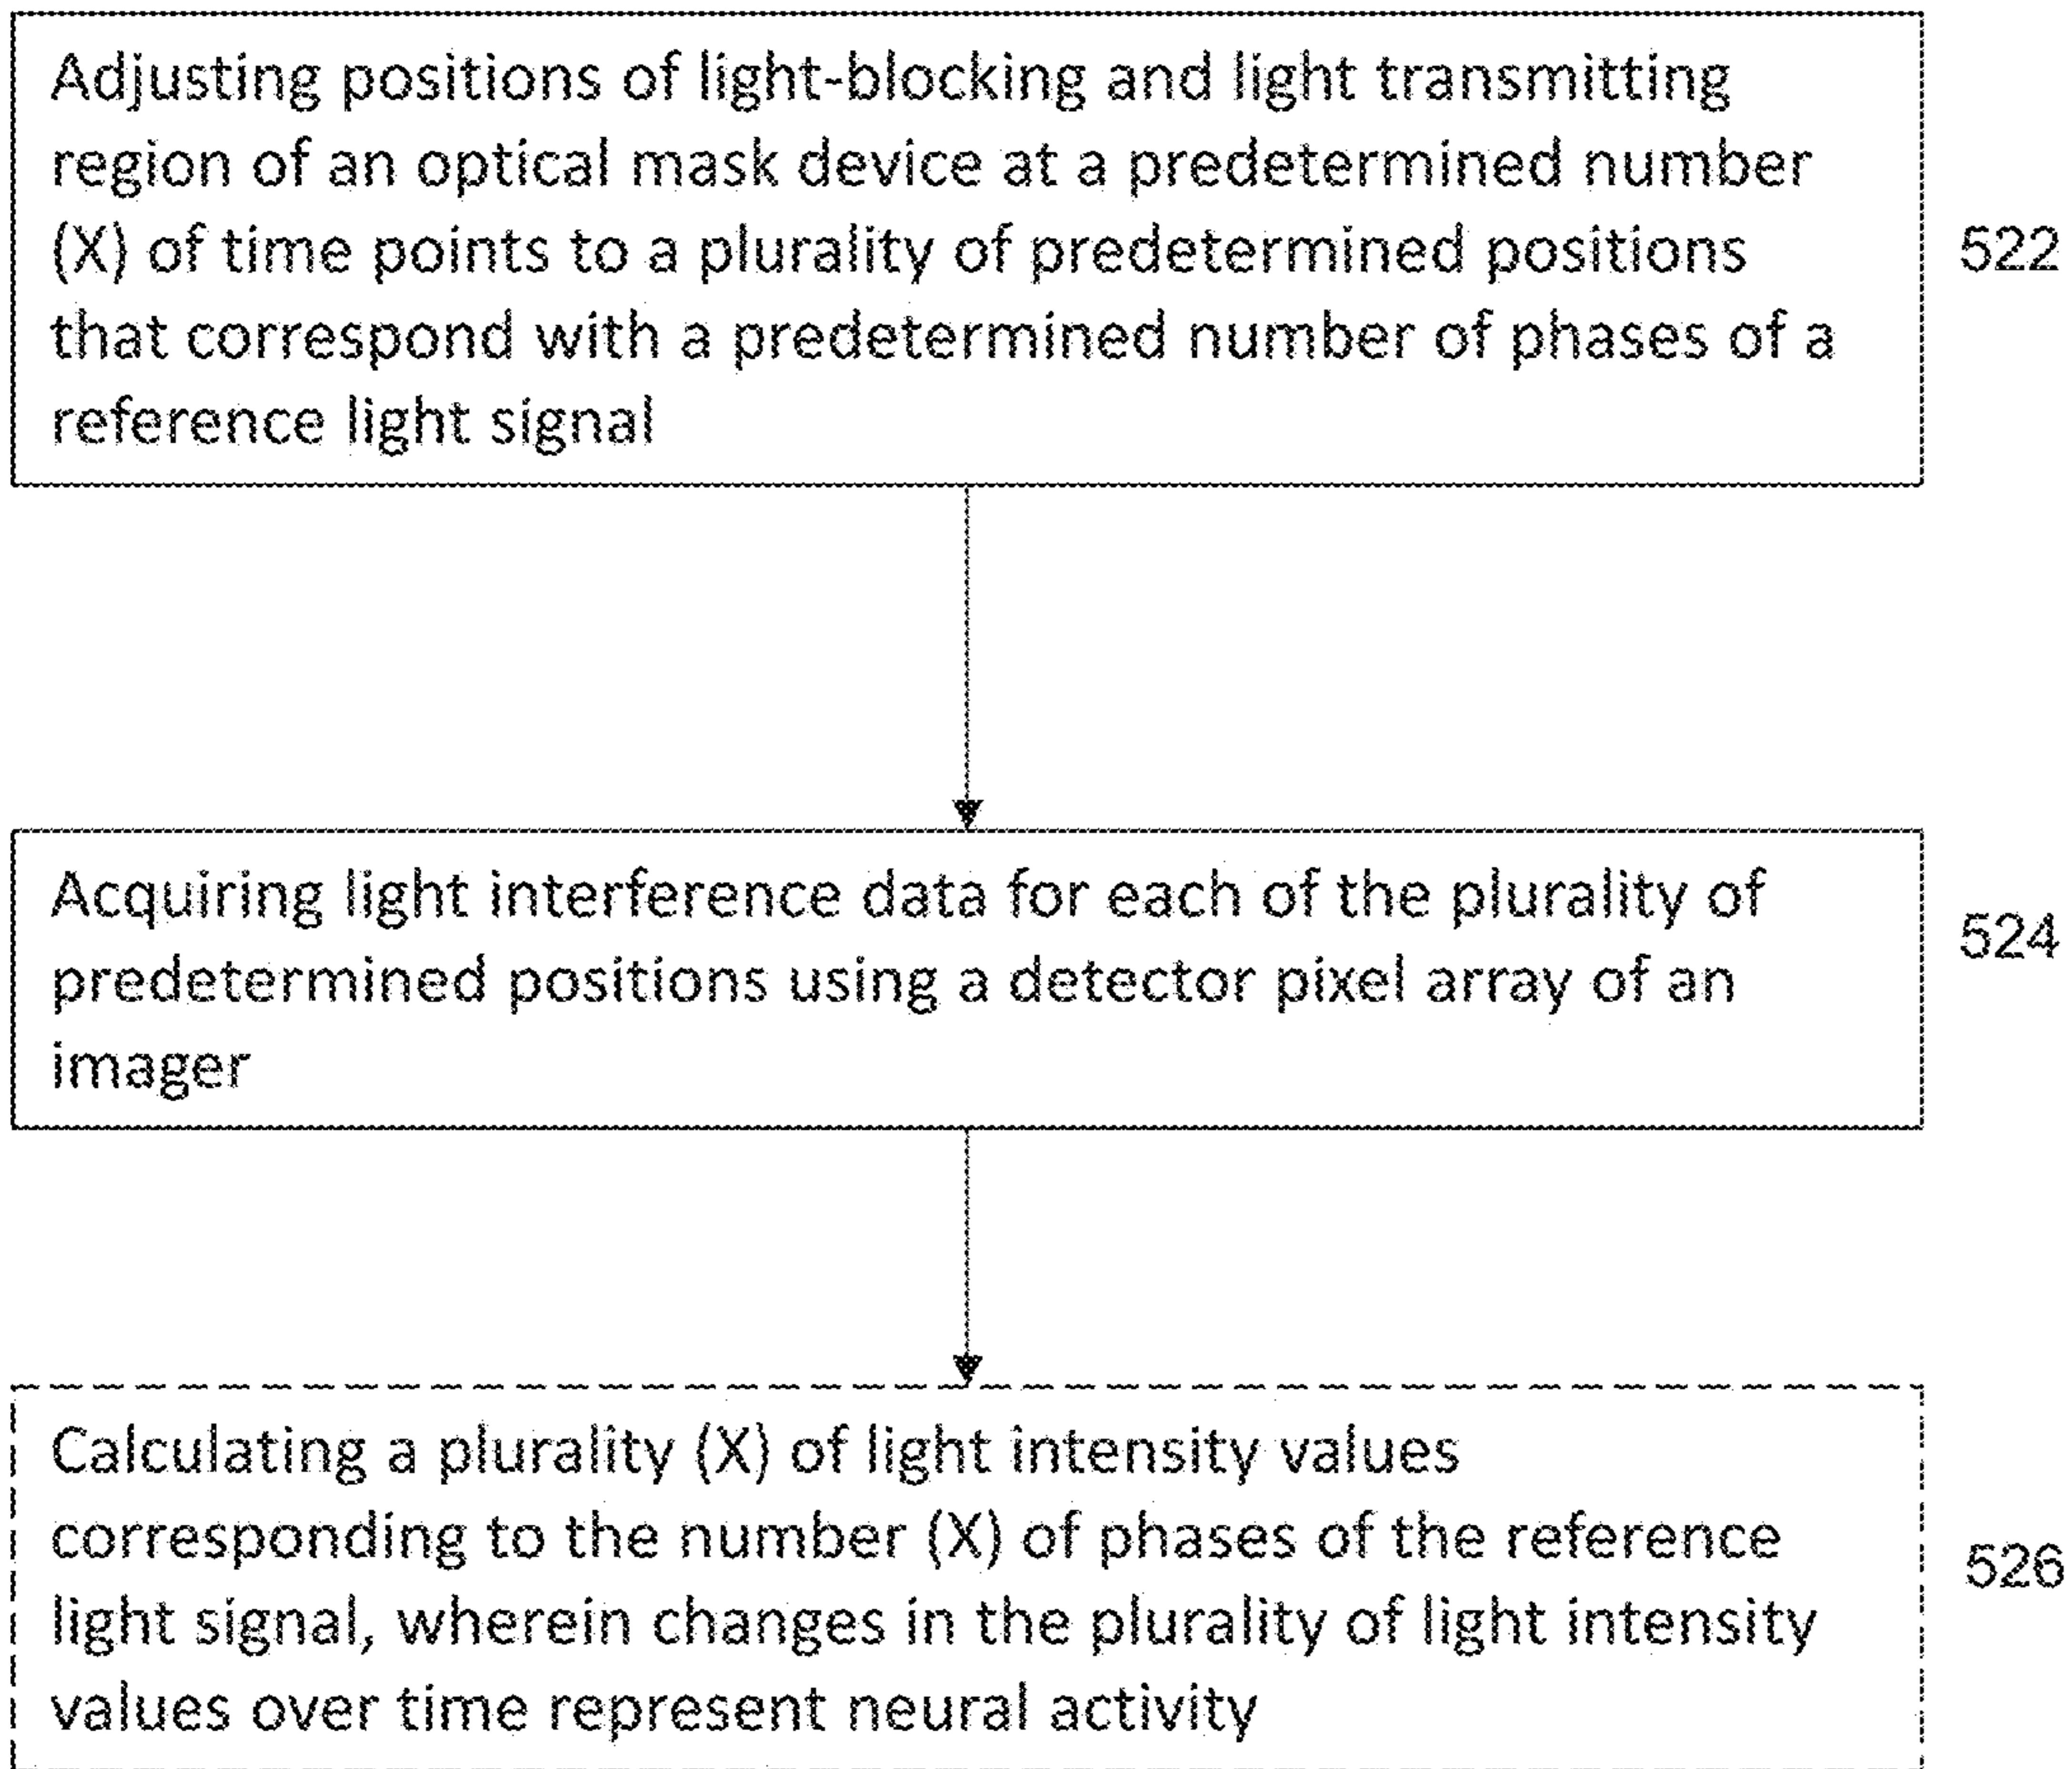 Adjusting positions of light-blocking and light transmitting
region of an optical mask device at a predetermined number
(X) of time points to a plurality of predetermined positions
that correspond with a predetermined number of phases of a
reference light signal
522
Acquiring light interference data for each of the plurality of
predetermined positions using a detector pixel array of an
imager
524
Calculating a plurality (X) of light intensity values
corresponding to the number (X) of phases of the reference
light signal, wherein changes in the plurality of light intensity
values over time represent neural activity
526